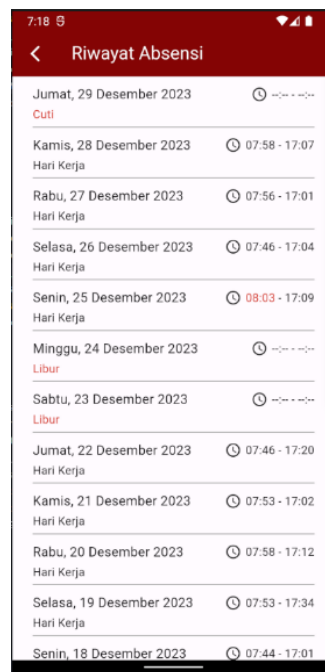 7:18
Riwayat Absensi
Jumat, 29 Desember 2023 --:-- - --:--
Cuti
Kamis, 28 Desember 2023 07:58 - 17:07
Hari Kerja
Rabu, 27 Desember 2023 07:56 - 17:01
Hari Kerja
Selasa, 26 Desember 2023 07:46 - 17:04
Hari Kerja
Senin, 25 Desember 2023 08:03 - 17:09
Hari Kerja
Minggu, 24 Desember 2023 --:-- - --:--
Libur
Sabtu, 23 Desember 2023 --:-- - --:--
Libur
Jumat, 22 Desember 2023 07:46 - 17:20
Hari Kerja
Kamis, 21 Desember 2023 07:53 - 17:02
Hari Kerja
Rabu, 20 Desember 2023 07:58 - 17:12
Hari Kerja
Selasa, 19 Desember 2023 07:53 - 17:34
Hari Kerja
Senin, 18 Desember 2023 07:44 - 17:01